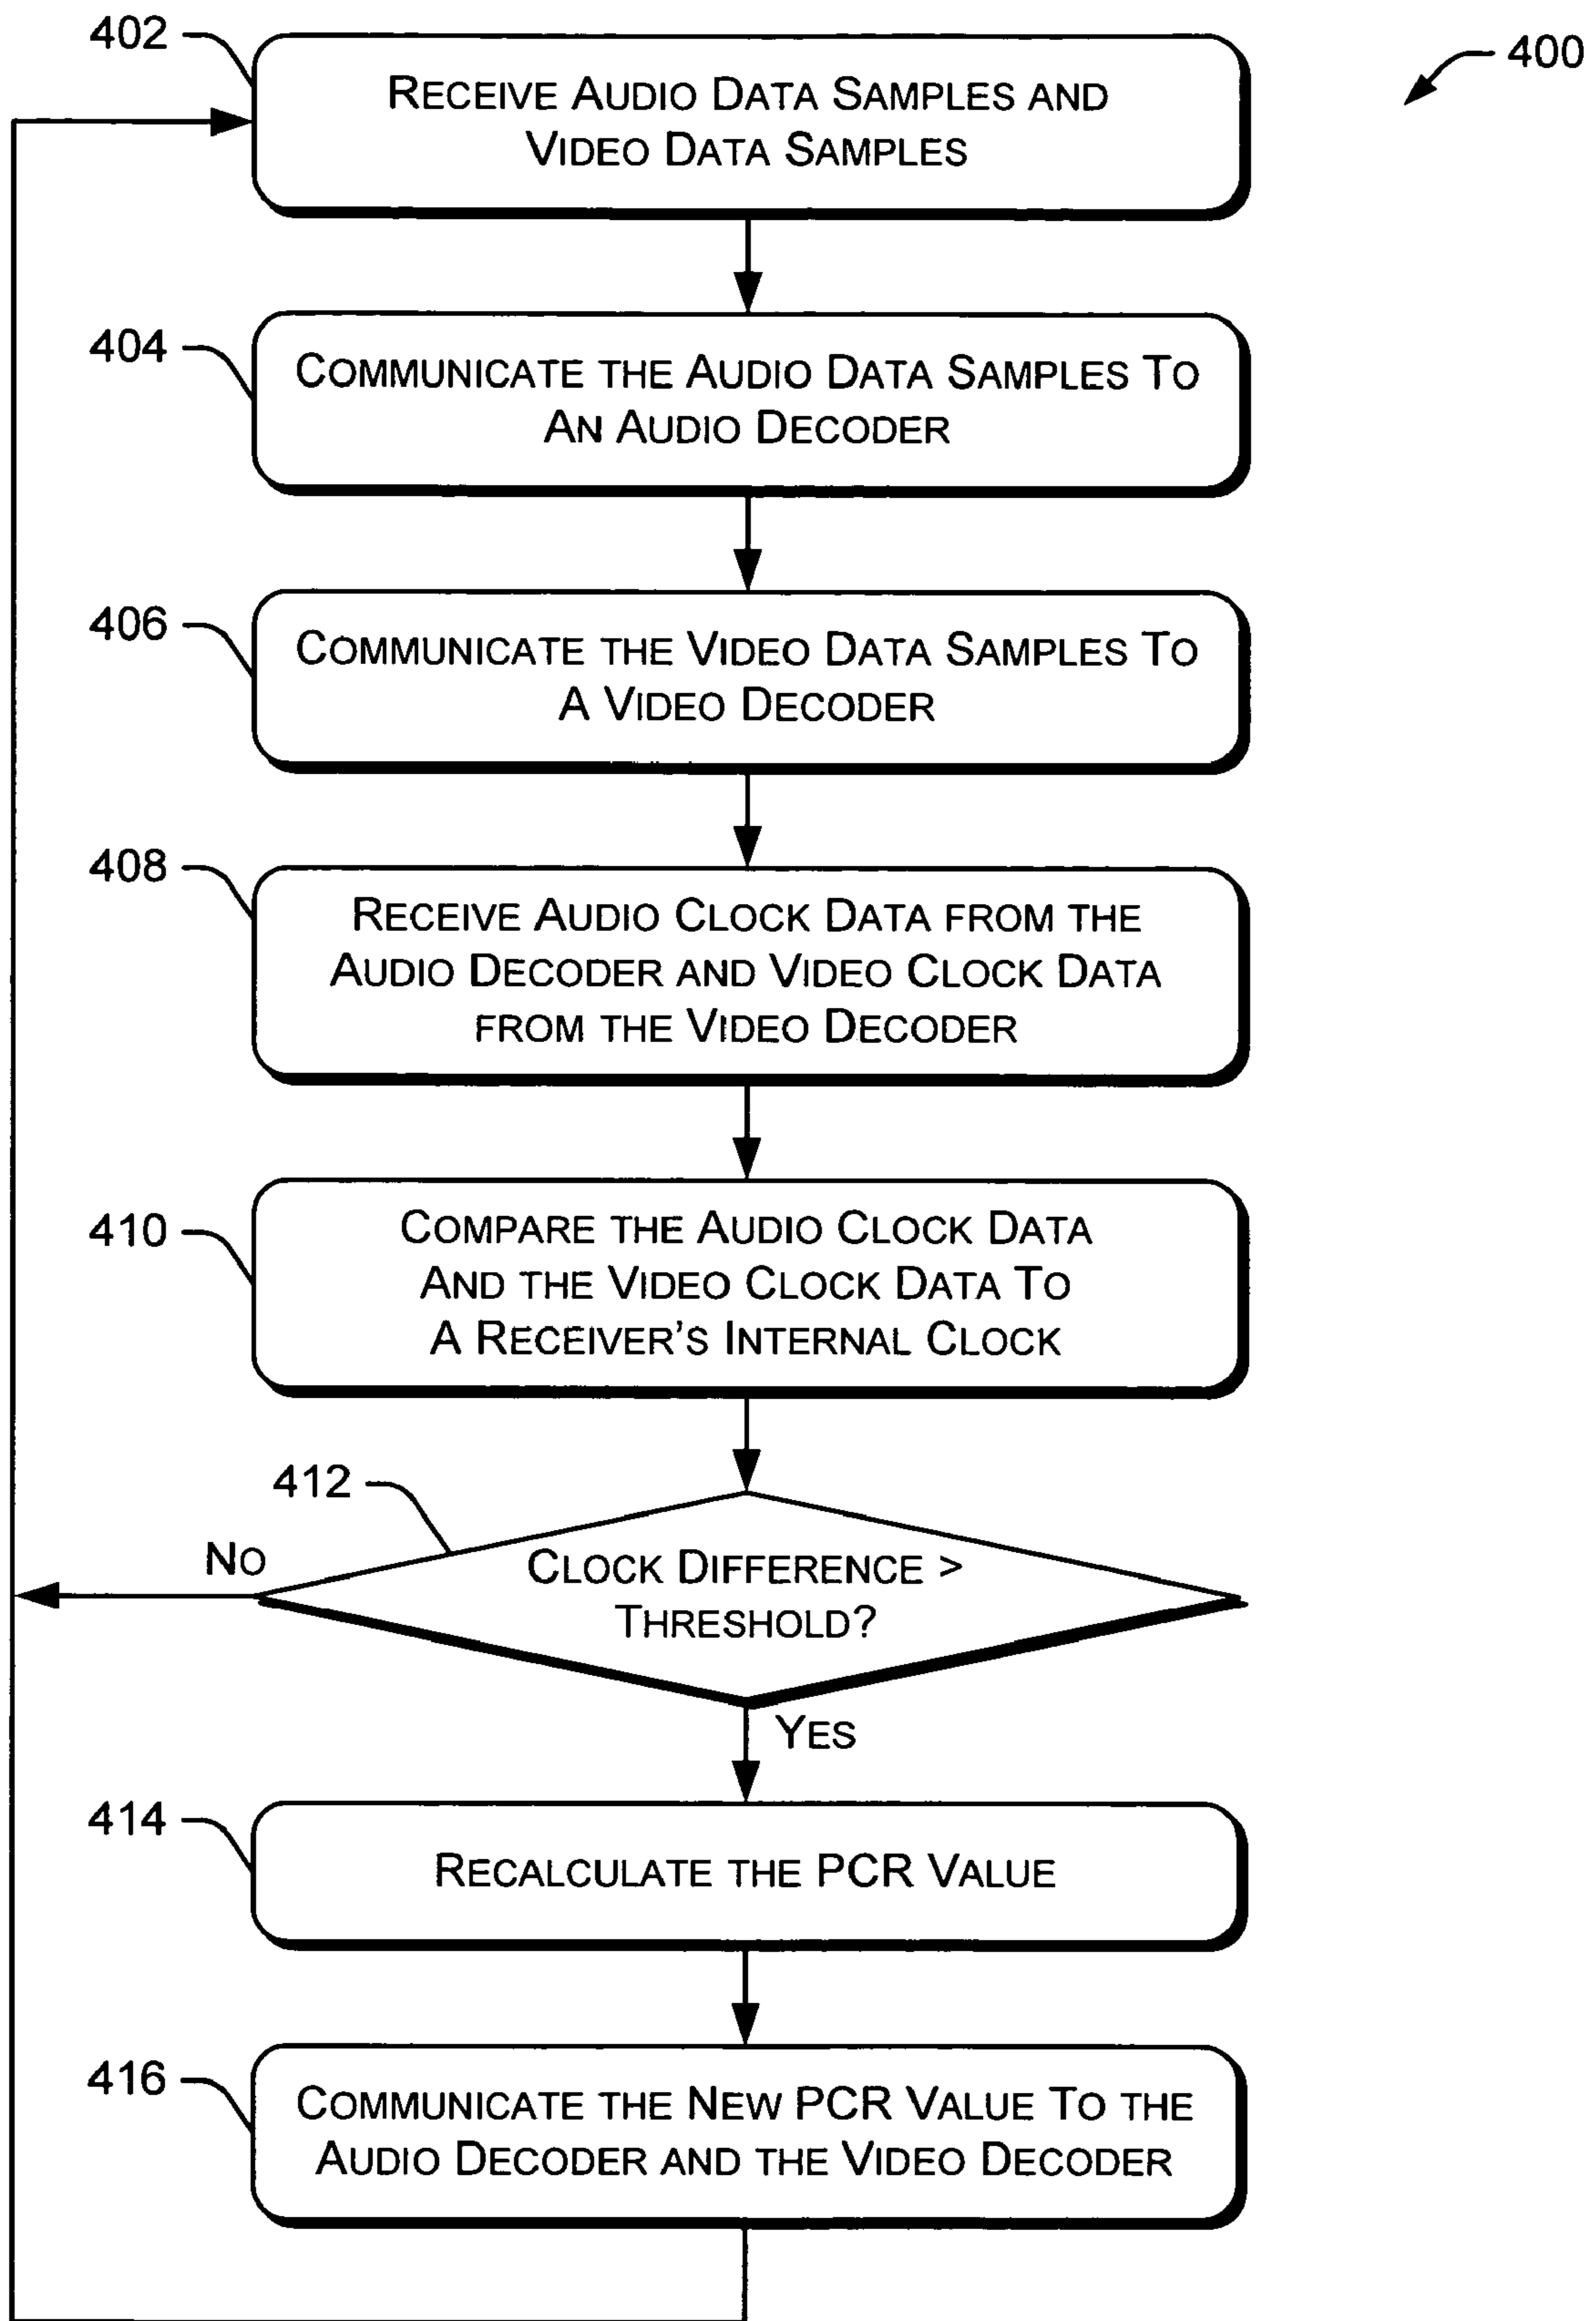 402
400
RECEIVE AUDIO DATA SAMPLES AND
VIDEO DATA SAMPLES
404
COMMUNICATE THE AUDIO DATA SAMPLES TO
AN AUDIO DECODER
406
COMMUNICATE THE VIDEO DATA SAMPLES TO
A VIDEO DECODER
408
RECEIVE AUDIO CLOCK DATA FROM THE
AUDIO DECODER AND VIDEO CLOCK DATA
FROM THE VIDEO DECODER
410
COMPARE THE AUDIO CLOCK DATA
AND THE VIDEO CLOCK DATA TO
A RECEIVER'S INTERNAL CLOCK
412
NO
CLOCK DIFFERENCE >
THRESHOLD?
YES
414
RECALCULATE THE PCR VALUE
416
COMMUNICATE THE NEW PCR VALUE TO THE
AUDIO DECODER AND THE VIDEO DECODER